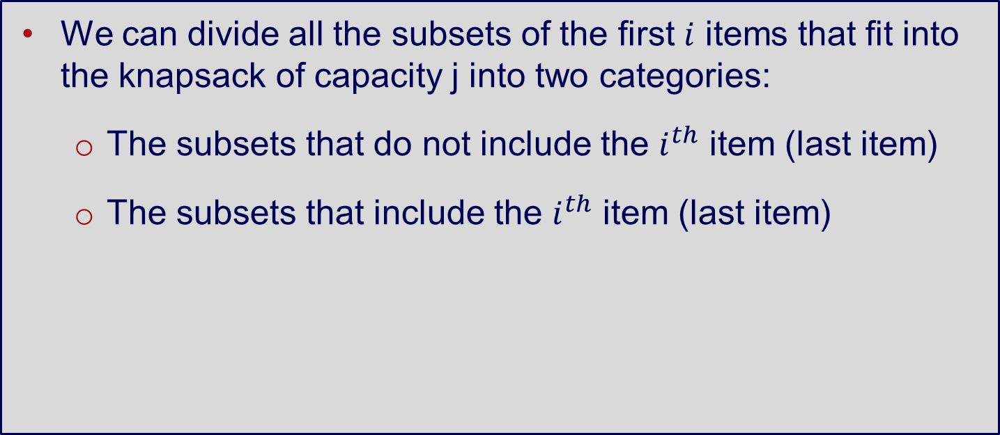 • We can divide all the subsets of the first 𝑖 items that fit into
the knapsack of capacity j into two categories:
o The subsets that do not include the 𝑖^{𝑡ℎ} item (last item)
o The subsets that include the 𝑖^{𝑡ℎ} item (last item)